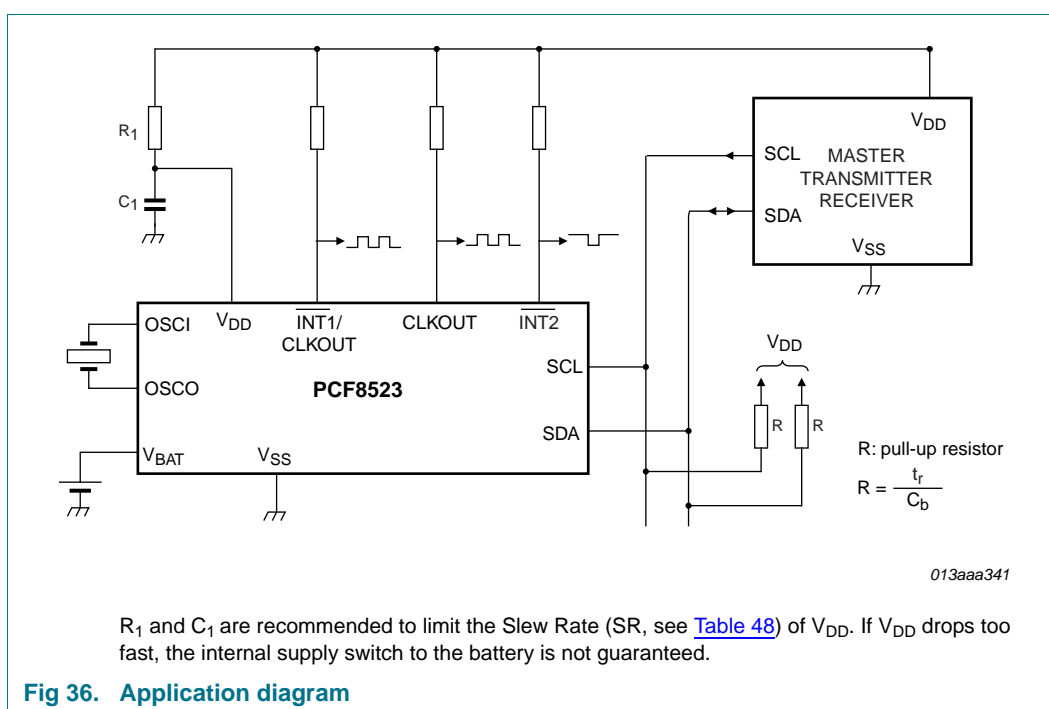 R1
C1
VDD
SCL
MASTER
TRANSMITTER
RECEIVER
SDA
VSS
OSCI
VDD
INT1/
CLKOUT
CLKOUT
INT2
SCL
OSCO
PCF8523
SDA
VBAT
VSS
VDD
R
R
R: pull-up resistor
R = tr / Cb
013aaa341
R1 and C1 are recommended to limit the Slew Rate (SR, see Table 48) of VDD. If VDD drops too
fast, the internal supply switch to the battery is not guaranteed.
Fig 36. Application diagram